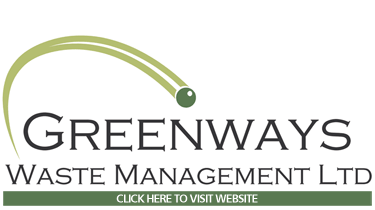 Greenways
Waste Management Ltd
CLICK HERE TO VISIT WEBSITE